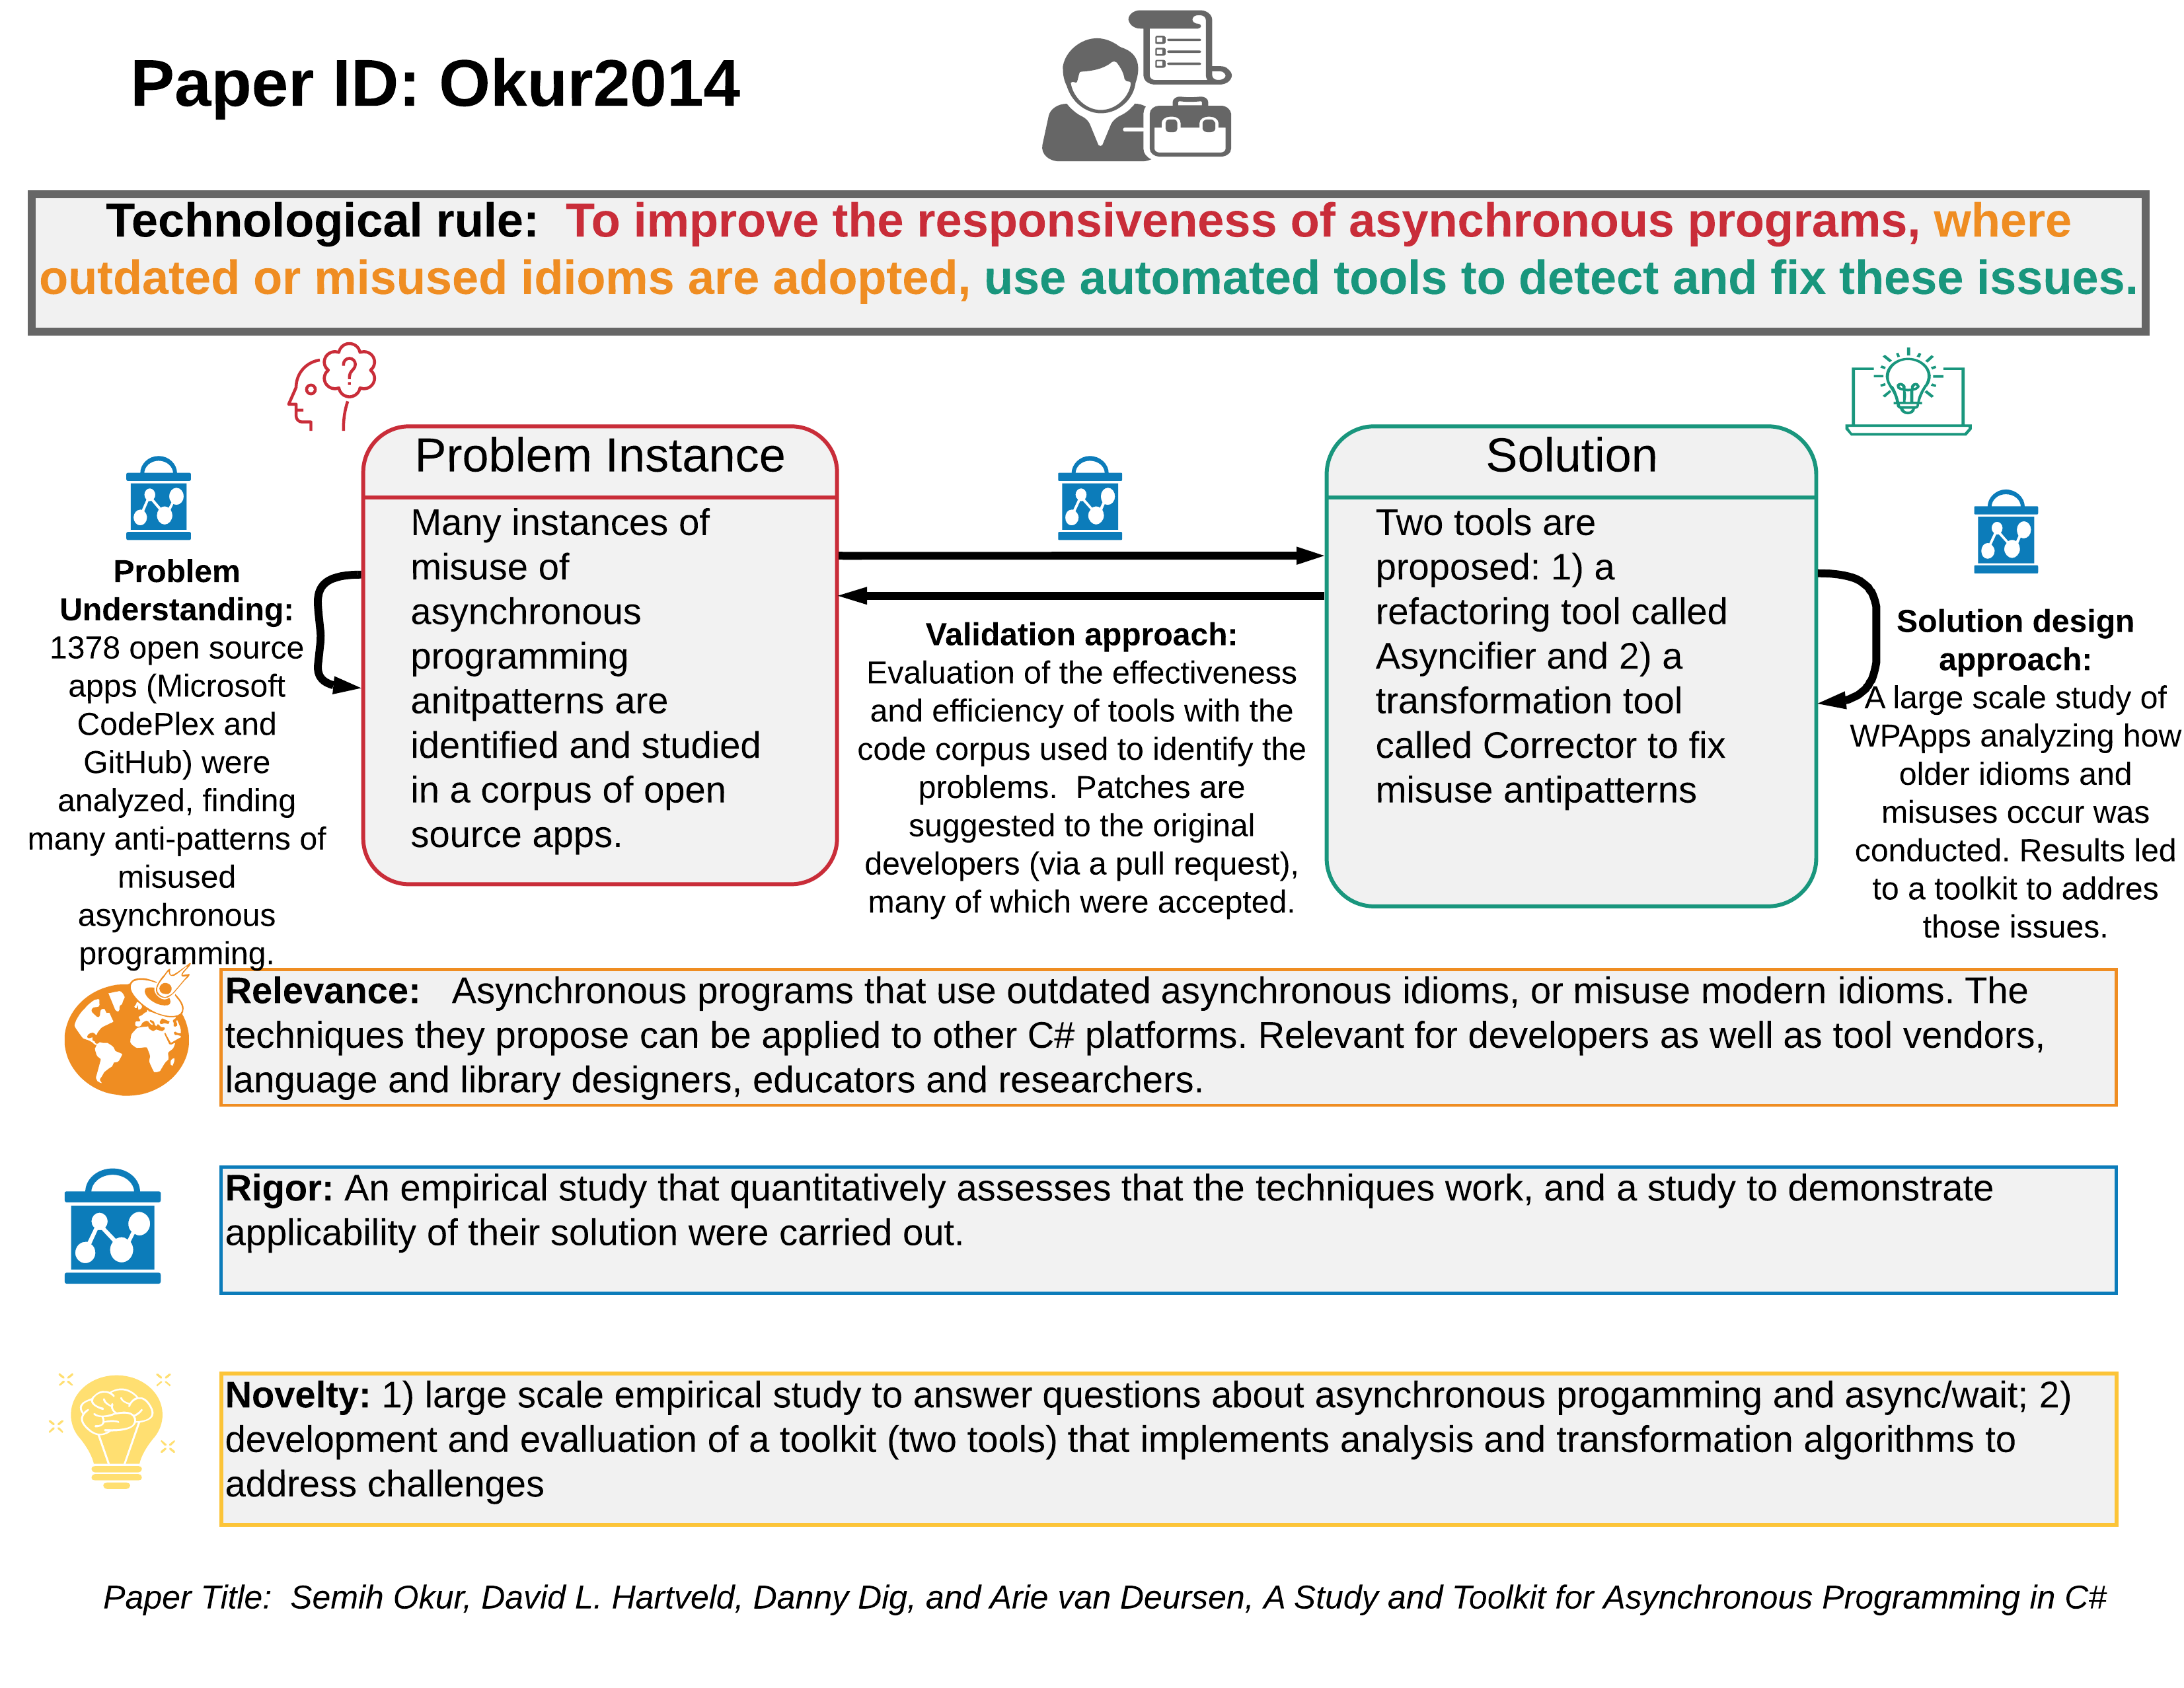 Paper ID: Okur2014
Technological rule:  To improve the responsiveness of asynchronous programs, where
outdated or misused idioms are adopted, use automated tools to detect and fix these issues.
Problem
Understanding:
1378 open source
apps (Microsoft
CodePlex and
GitHub) were
analyzed, finding
many anti-patterns of
misused
asynchronous
programming.
Problem Instance
Many instances of
misuse of
asynchronous
programming
anitpatterns are
identified and studied
in a corpus of open
source apps.
Validation approach:
Evaluation of the effectiveness
and efficiency of tools with the
code corpus used to identify the
problems.  Patches are
suggested to the original
developers (via a pull request),
many of which were accepted.
Solution
Two tools are
proposed: 1) a
refactoring tool called
Asyncifier and 2) a
transformation tool
called Corrector to fix
misuse antipatterns
Solution design
approach:
A large scale study of
WPApps analyzing how
older idioms and
misuses occur was
conducted. Results led
to a toolkit to addres
those issues.
Relevance:   Asynchronous programs that use outdated asynchronous idioms, or misuse modern idioms. The
techniques they propose can be applied to other C# platforms. Relevant for developers as well as tool vendors,
language and library designers, educators and researchers.
Rigor: An empirical study that quantitatively assesses that the techniques work, and a study to demonstrate
applicability of their solution were carried out.
Novelty: 1) large scale empirical study to answer questions about asynchronous progamming and async/wait; 2)
development and evalluation of a toolkit (two tools) that implements analysis and transformation algorithms to
address challenges
Paper Title:  Semih Okur, David L. Hartveld, Danny Dig, and Arie van Deursen, A Study and Toolkit for Asynchronous Programming in C#